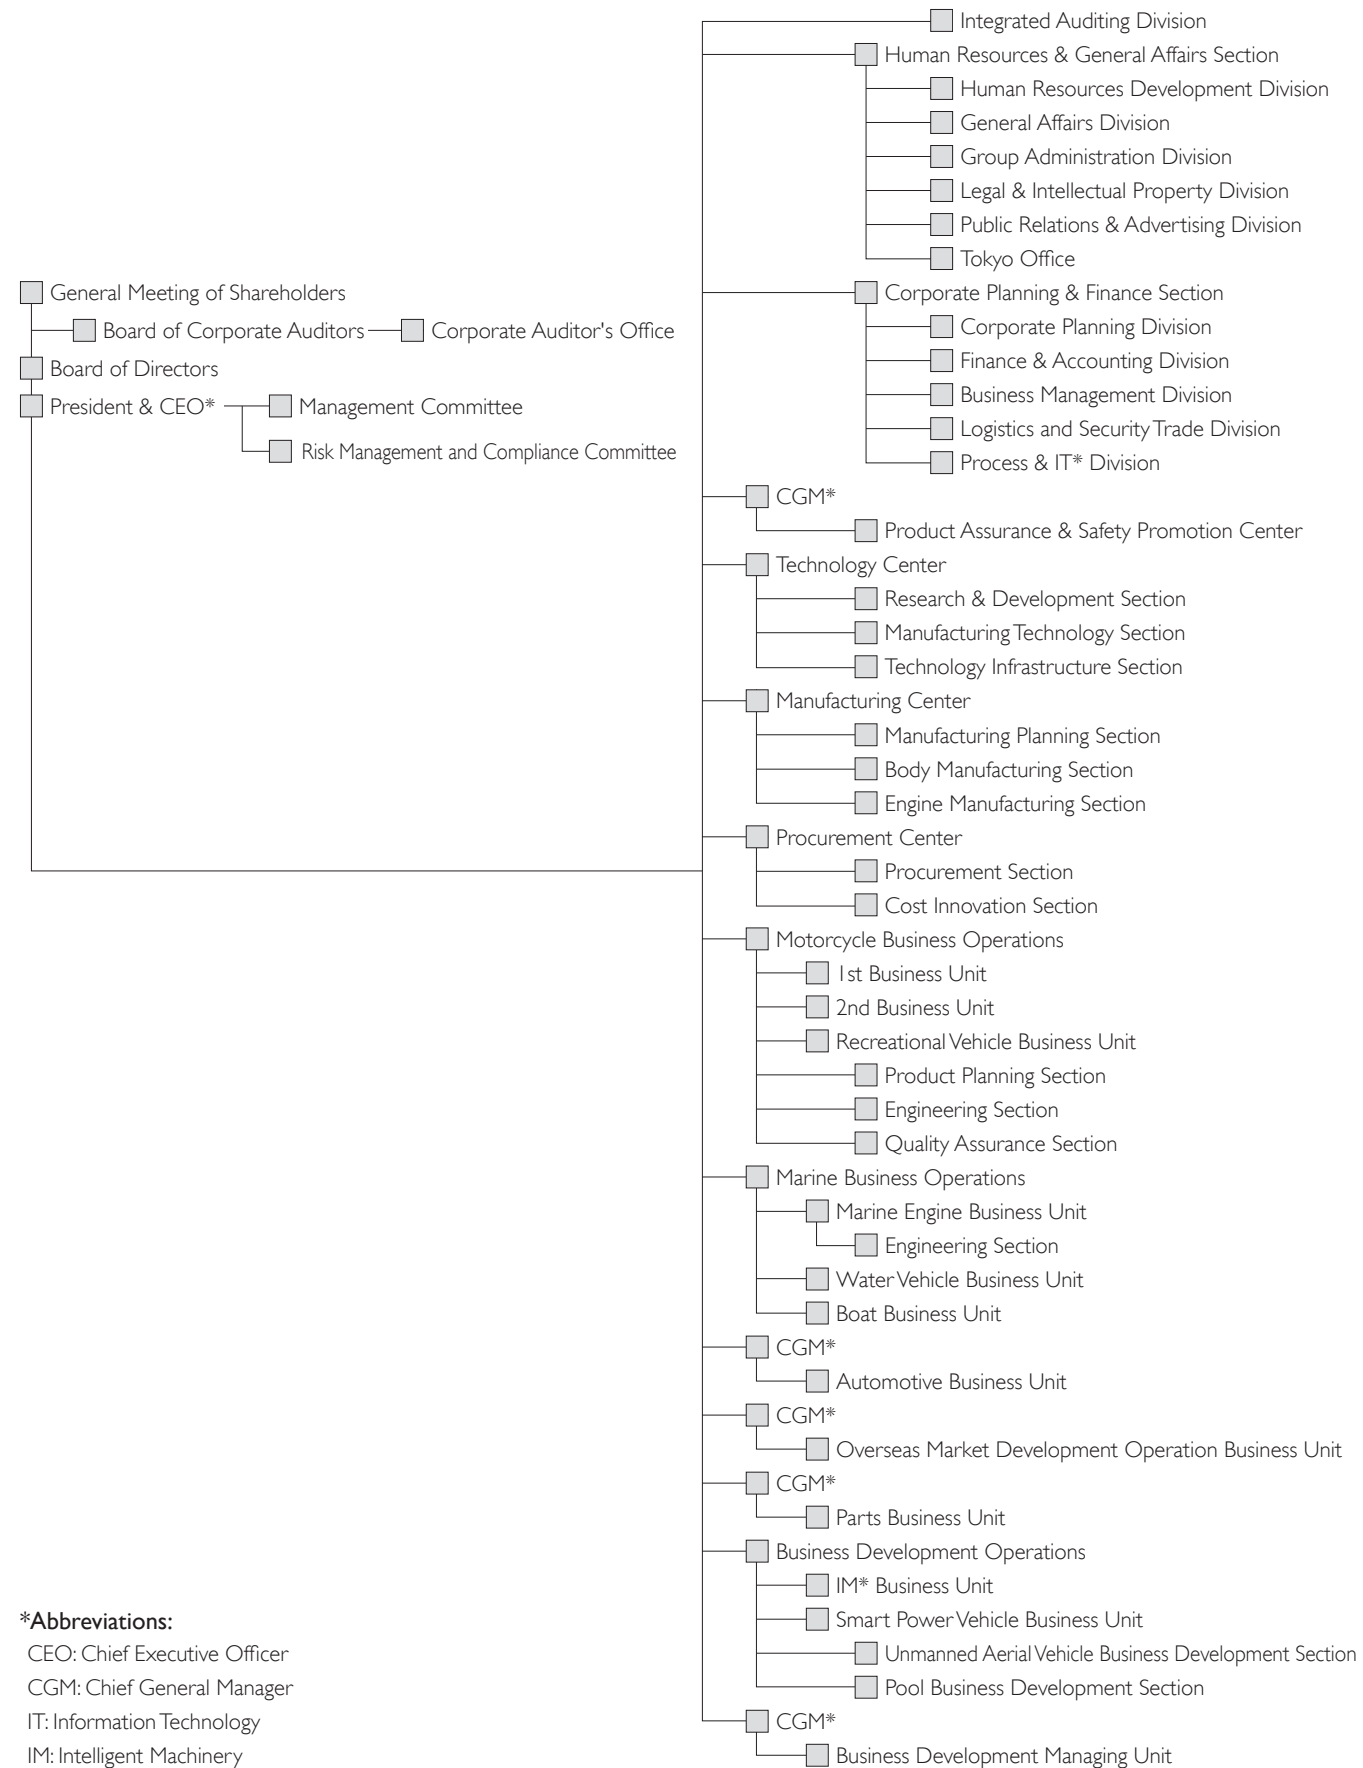 General Meeting of Shareholders
Board of Corporate Auditors
Corporate Auditor's Office
Board of Directors
President & CEO*
Management Committee
Risk Management and Compliance Committee
Integrated Auditing Division
Human Resources & General Affairs Section
Human Resources Development Division
General Affairs Division
Group Administration Division
Legal & Intellectual Property Division
Public Relations & Advertising Division
Tokyo Office
Corporate Planning & Finance Section
Corporate Planning Division
Finance & Accounting Division
Business Management Division
Logistics and Security Trade Division
Process & IT* Division
CGM*
Product Assurance & Safety Promotion Center
Technology Center
Research & Development Section
Manufacturing Technology Section
Technology Infrastructure Section
Manufacturing Center
Manufacturing Planning Section
Body Manufacturing Section
Engine Manufacturing Section
Procurement Center
Procurement Section
Cost Innovation Section
Motorcycle Business Operations
1st Business Unit
2nd Business Unit
Recreational Vehicle Business Unit
Product Planning Section
Engineering Section
Quality Assurance Section
Marine Business Operations
Marine Engine Business Unit
Engineering Section
Water Vehicle Business Unit
Boat Business Unit
CGM*
Automotive Business Unit
CGM*
Overseas Market Development Operation Business Unit
CGM*
Parts Business Unit
Business Development Operations
IM* Business Unit
Smart Power Vehicle Business Unit
Unmanned Aerial Vehicle Business Development Section
Pool Business Development Section
CGM*
Business Development Managing Unit
*Abbreviations:
CEO: Chief Executive Officer
CGM: Chief General Manager
IT: Information Technology
IM: Intelligent Machinery